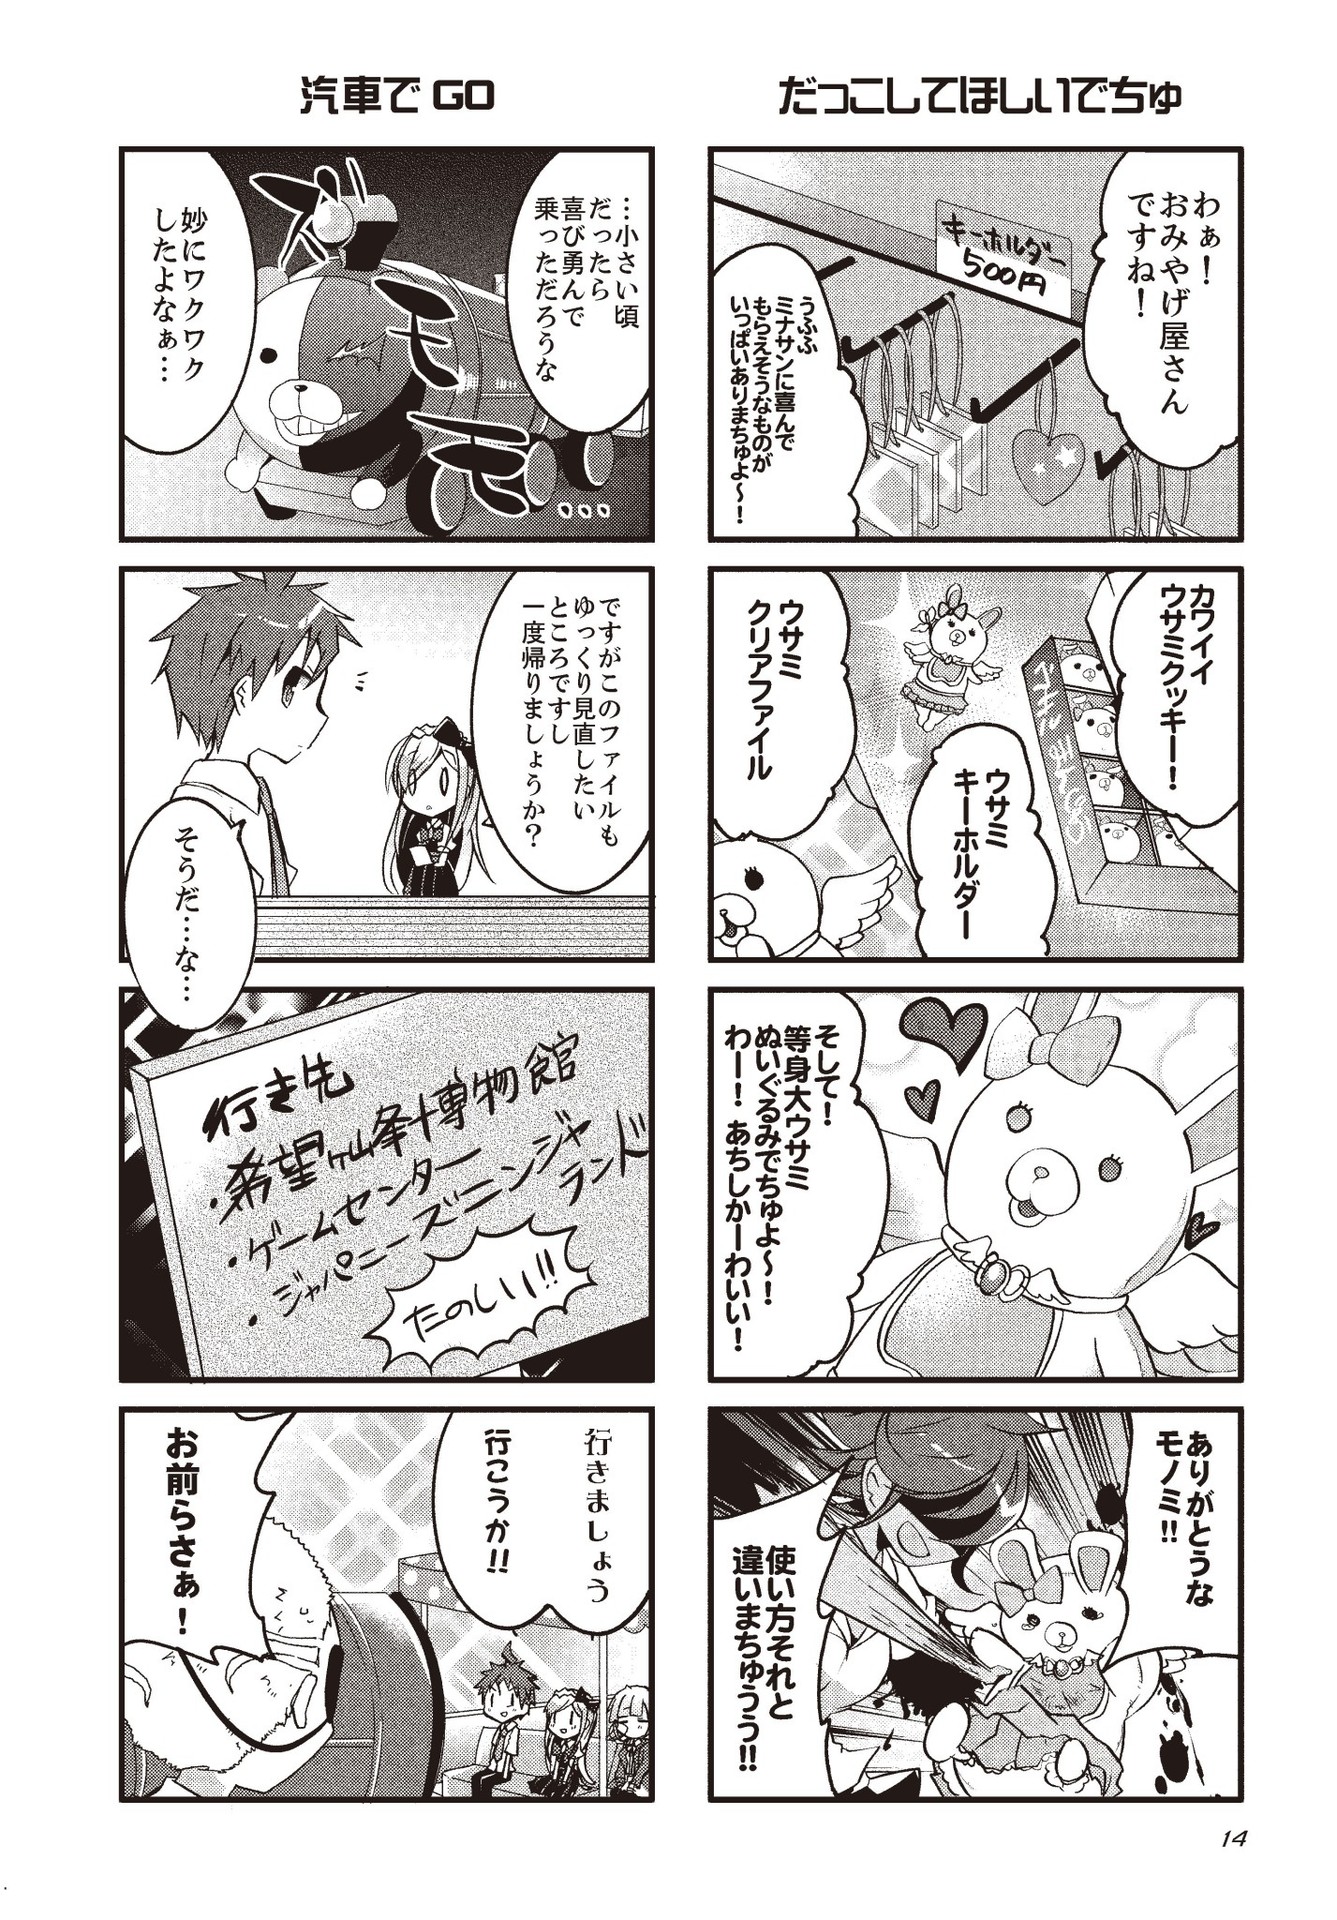 だっこしてほしいでちゅ
わぁ！
おみやげ屋さん
ですね！
キーホルダー
500円
うふふ
ミナサンに喜んで
もらえそうなものが
いっぱいありまちゅよ〜！
カワイイ
ウサミクッキー！
ウサミ
キーホルダー
ウサミ
クリアファイル
そして！
等身大ウサミ
ぬいぐるみでちゅよ〜！
わー！あちしかーわいい！
ありがとうな
モノミ!!
使い方それと
違いまちゅうう!!
汽車でGO
…小さい頃
だったら
喜び勇んで
乗っただろうな
モ
モ…
妙にワクワク
したよなぁ…
ですがこのファイルも
ゆっくり見直したい
ところですし
一度帰りましょうか？
そうだ…な…
行き先
・希望ヶ峰博物館
・ゲームセンター
・ジャパニーズニンジャ
ランド
たのしい!!
行きましょう
行こうか!!
お前らさぁ！
14